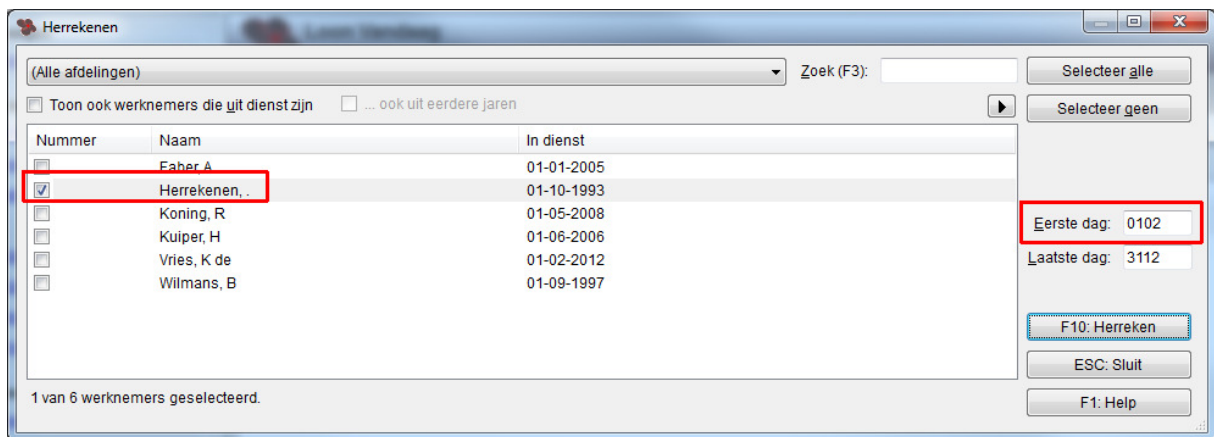 Herrekenen
Loon Vandaag
(Alle afdelingen)
Zoek (F3):
Selecteer alle
Toon ook werknemers die uit dienst zijn
... ook uit eerdere jaren
Selecteer geen
Nummer Naam In dienst
Faber, A 01-01-2005
Herrekenen, . 01-10-1993
Koning, R 01-05-2008
Kuiper, H 01-06-2006
Vries, K de 01-02-2012
Wilmans, B 01-09-1997
Eerste dag: 0102
Laatste dag: 3112
F10: Herreken
ESC: Sluit
F1: Help
1 van 6 werknemers geselecteerd.